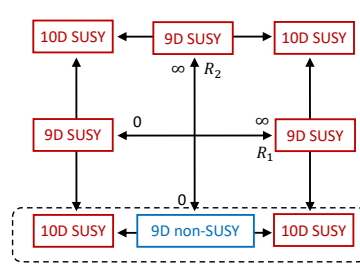 10D SUSY 9D SUSY 10D SUSY
∞ R₂
0 ∞
9D SUSY 9D SUSY
R₁
0
10D SUSY 9D non-SUSY 10D SUSY